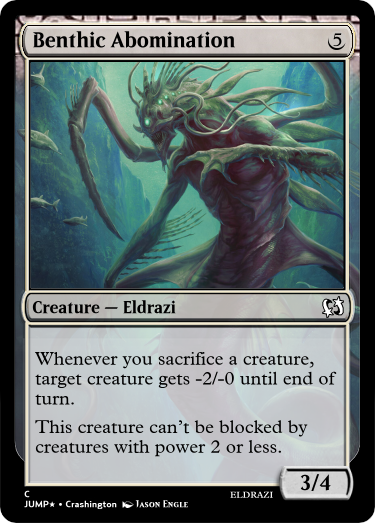 Benthic Abomination 5
Creature — Eldrazi
Whenever you sacrifice a creature,
target creature gets -2/-0 until end of
turn.
This creature can't be blocked by
creatures with power 2 or less.
3/4
C ELDRAZI
JUMP★ • Crashington Jason Engle